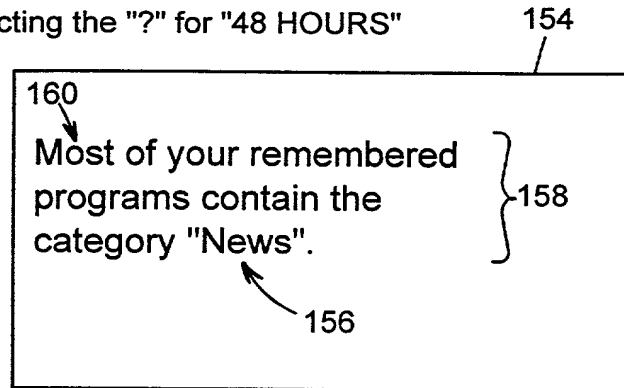 cting the "?" for "48 HOURS" 154
160
Most of your remembered
programs contain the
category "News".
158
156